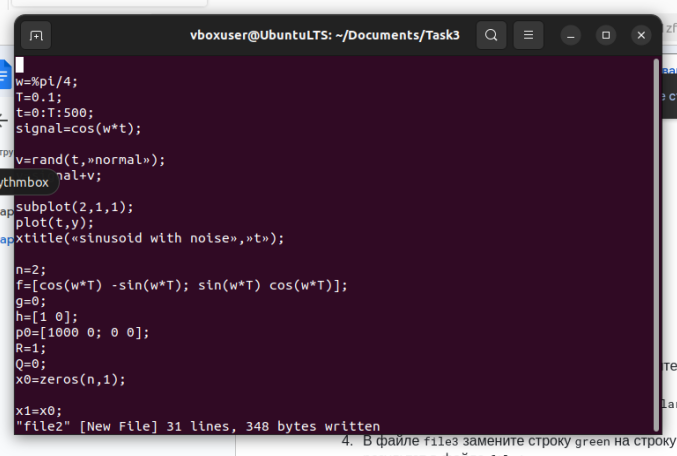 vboxuser@UbuntuLTS: ~/Documents/Task3
w=%pi/4;
T=0.1;
t=0:T:500;
signal=cos(w*t);
v=rand(t,»normal»);
nal+v;
ythmbox
subplot(2,1,1);
plot(t,y);
xtitle(«sinusoid with noise»,»t»);
n=2;
f=[cos(w*T) -sin(w*T); sin(w*T) cos(w*T)];
g=0;
h=[1 0];
p0=[1000 0; 0 0];
R=1;
Q=0;
x0=zeros(n,1);
x1=x0;
"file2" [New File] 31 lines, 348 bytes written
4. В файле file3 замените строку green на строку